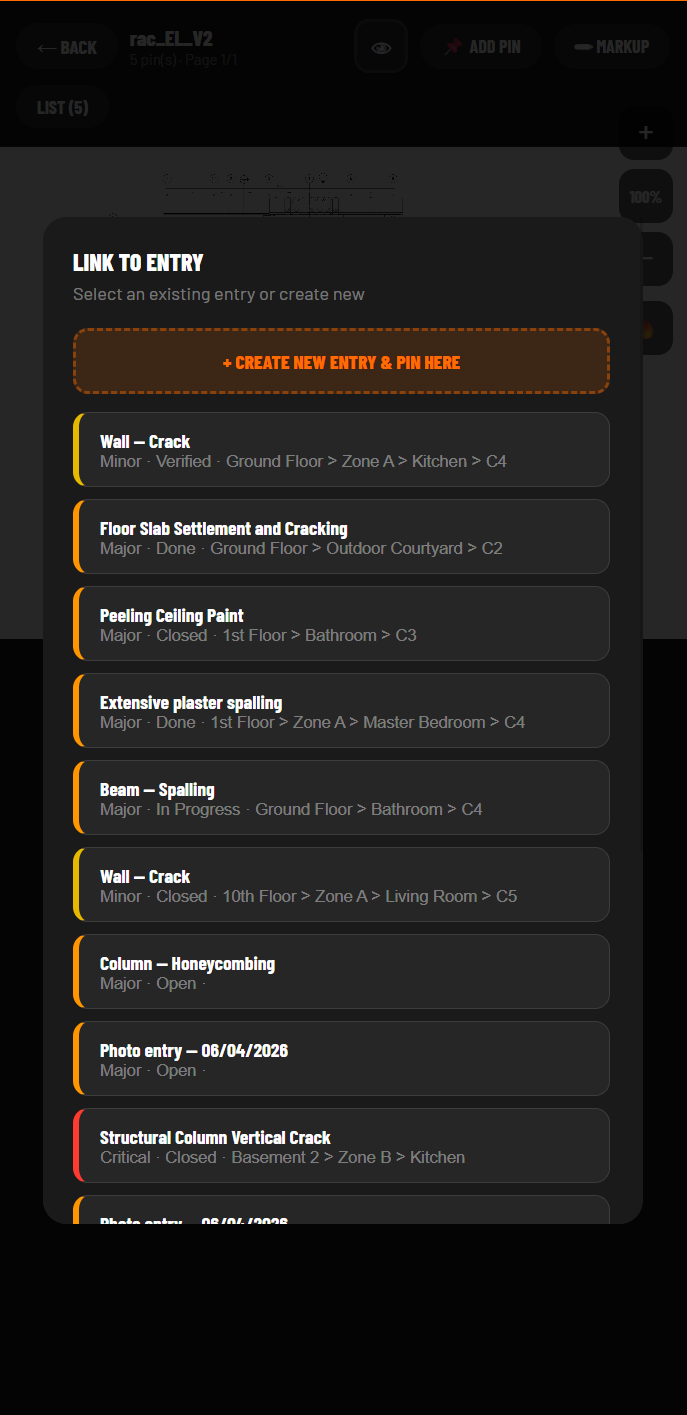 ← BACK
rac_EL_V2
5 pin(s) · Page 1/1
ADD PIN
MARKUP
LIST (5)
+
100%
−
LINK TO ENTRY
Select an existing entry or create new
+ CREATE NEW ENTRY & PIN HERE
Wall — Crack
Minor · Verified · Ground Floor > Zone A > Kitchen > C4
Floor Slab Settlement and Cracking
Major · Done · Ground Floor > Outdoor Courtyard > C2
Peeling Ceiling Paint
Major · Closed · 1st Floor > Bathroom > C3
Extensive plaster spalling
Major · Done · 1st Floor > Zone A > Master Bedroom > C4
Beam — Spalling
Major · In Progress · Ground Floor > Bathroom > C4
Wall — Crack
Minor · Closed · 10th Floor > Zone A > Living Room > C5
Column — Honeycombing
Major · Open ·
Photo entry — 06/04/2026
Major · Open ·
Structural Column Vertical Crack
Critical · Closed · Basement 2 > Zone B > Kitchen
Photo entry — 06/04/2026